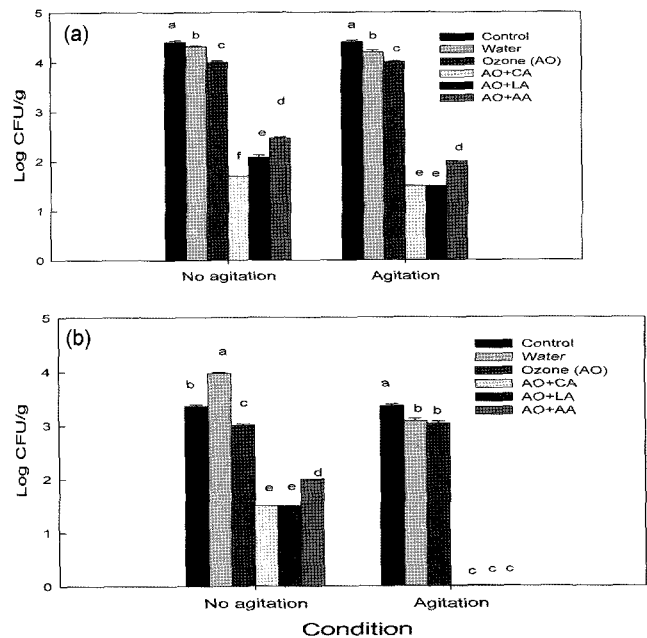 (a)
Log CFU/g
5
4
3
2
1
0
a
b
c
f
e
d
a
b
c
e
e
d
Control
Water
Ozone (AO)
AO+CA
AO+LA
AO+AA
No agitation
Agitation
(b)
Log CFU/g
5
4
3
2
1
0
b
a
c
e
e
d
a
b
b
c
c
c
Control
Water
Ozone (AO)
AO+CA
AO+LA
AO+AA
No agitation
Agitation
Condition